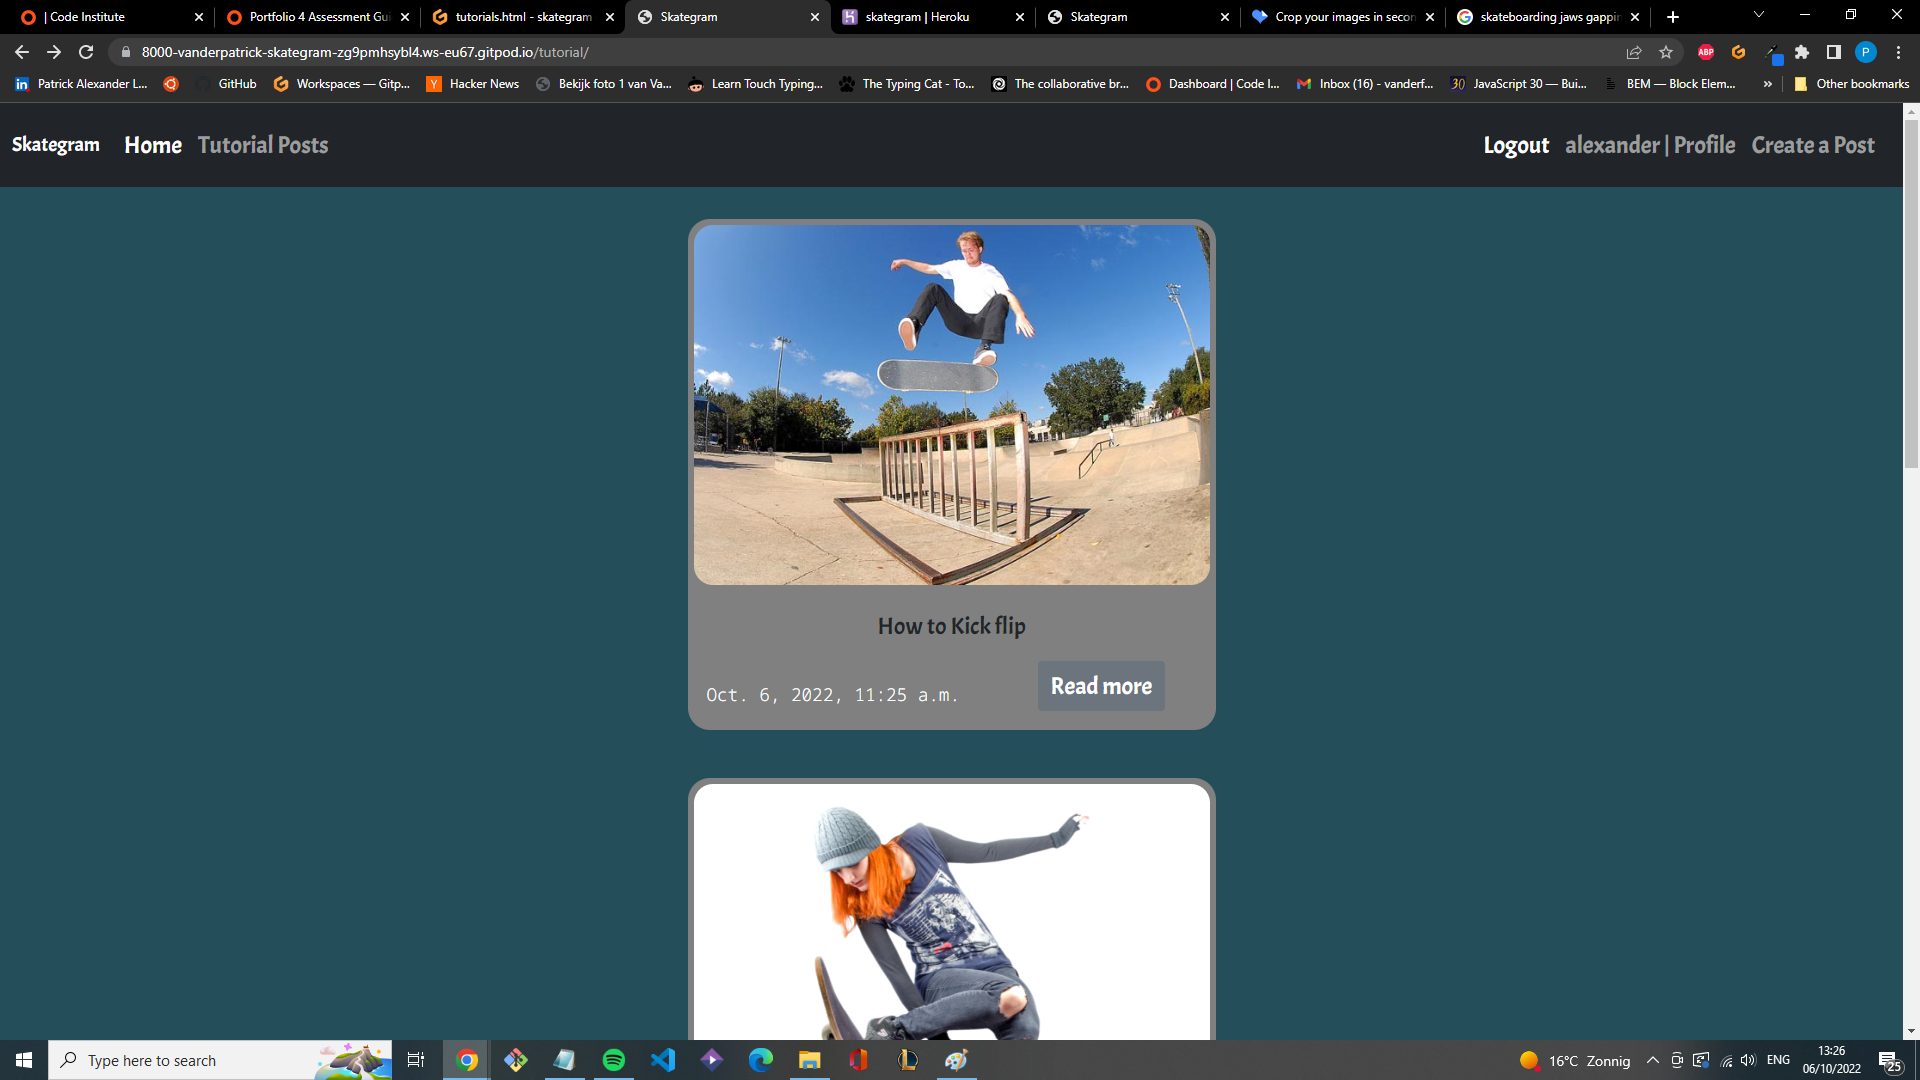 | Code Institute
Portfolio 4 Assessment Gui
tutorials.html - skategram
Skategram
skategram | Heroku
Skategram
Crop your images in secon
skateboarding jaws gappin
8000-vanderpatrick-skategram-zg9pmhsybl4.ws-eu67.gitpod.io/tutorial/
ABP
P
Patrick Alexander L...
GitHub
Workspaces — Gitp...
Hacker News
Bekijk foto 1 van Va...
Learn Touch Typing...
The Typing Cat - To...
The collaborative br...
Dashboard | Code I...
Inbox (16) - vanderf...
JavaScript 30 — Bui...
BEM — Block Elem...
»
Other bookmarks
Skategram Home Tutorial Posts
Logout alexander | Profile Create a Post
How to Kick flip
Oct. 6, 2022, 11:25 a.m.
Read more
Type here to search
16°C Zonnig
ENG
13:26
06/10/2022
25